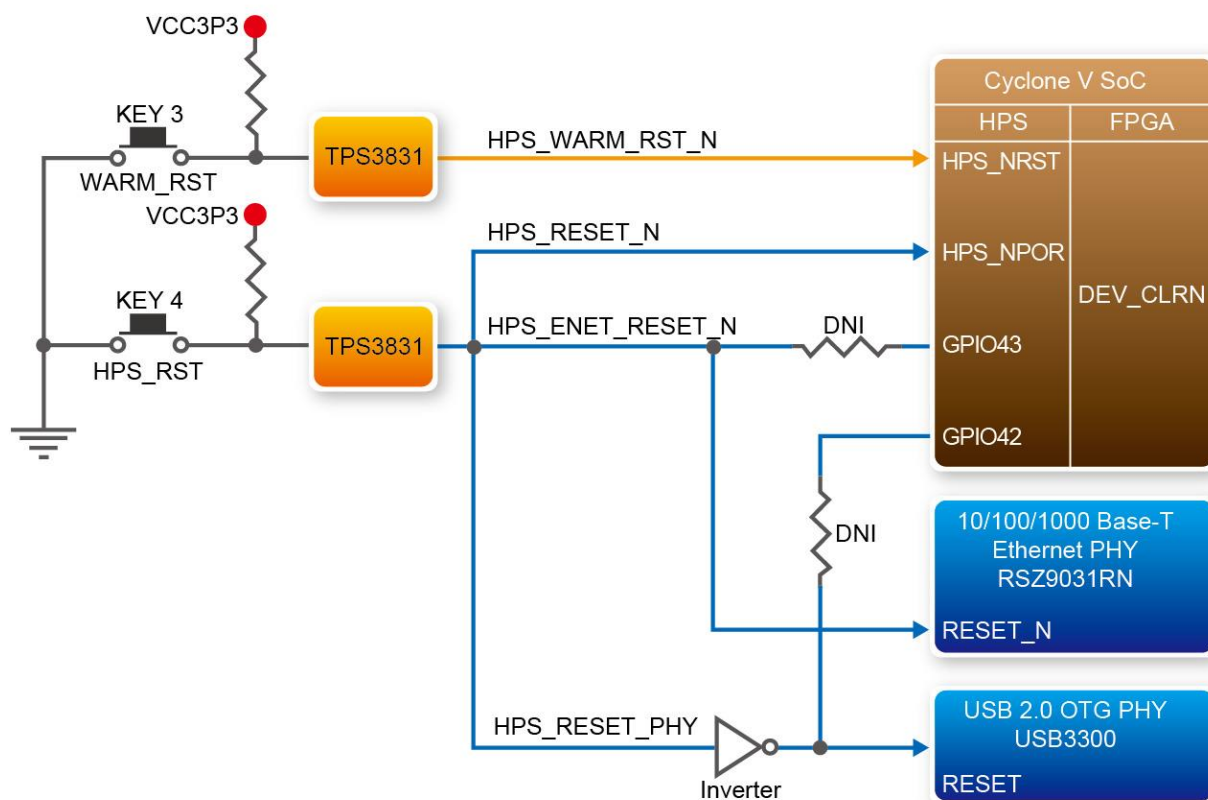 VCC3P3
KEY 3
WARM_RST
TPS3831
HPS_WARM_RST_N
VCC3P3
KEY 4
HPS_RST
TPS3831
HPS_RESET_N
HPS_ENET_RESET_N
DNI
DNI
HPS_RESET_PHY
Inverter
Cyclone V SoC
HPS
FPGA
HPS_NRST
HPS_NPOR
DEV_CLRN
GPIO43
GPIO42
10/100/1000 Base-T
Ethernet PHY
RSZ9031RN
RESET_N
USB 2.0 OTG PHY
USB3300
RESET